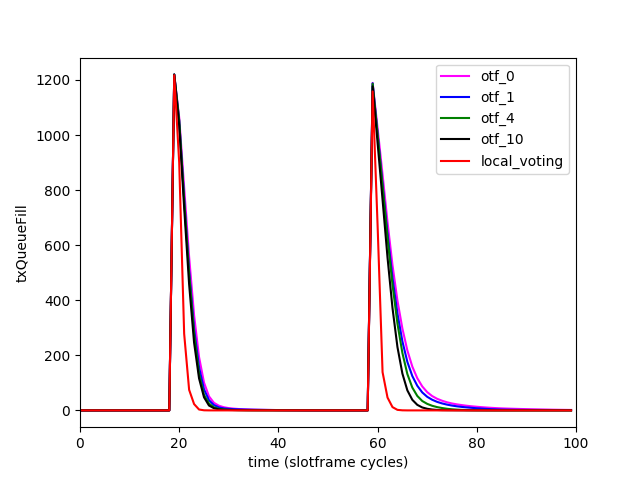 otf_0
otf_1
otf_4
otf_10
local_voting
txQueueFill
1200
1000
800
600
400
200
0
0 20 40 60 80 100
time (slotframe cycles)